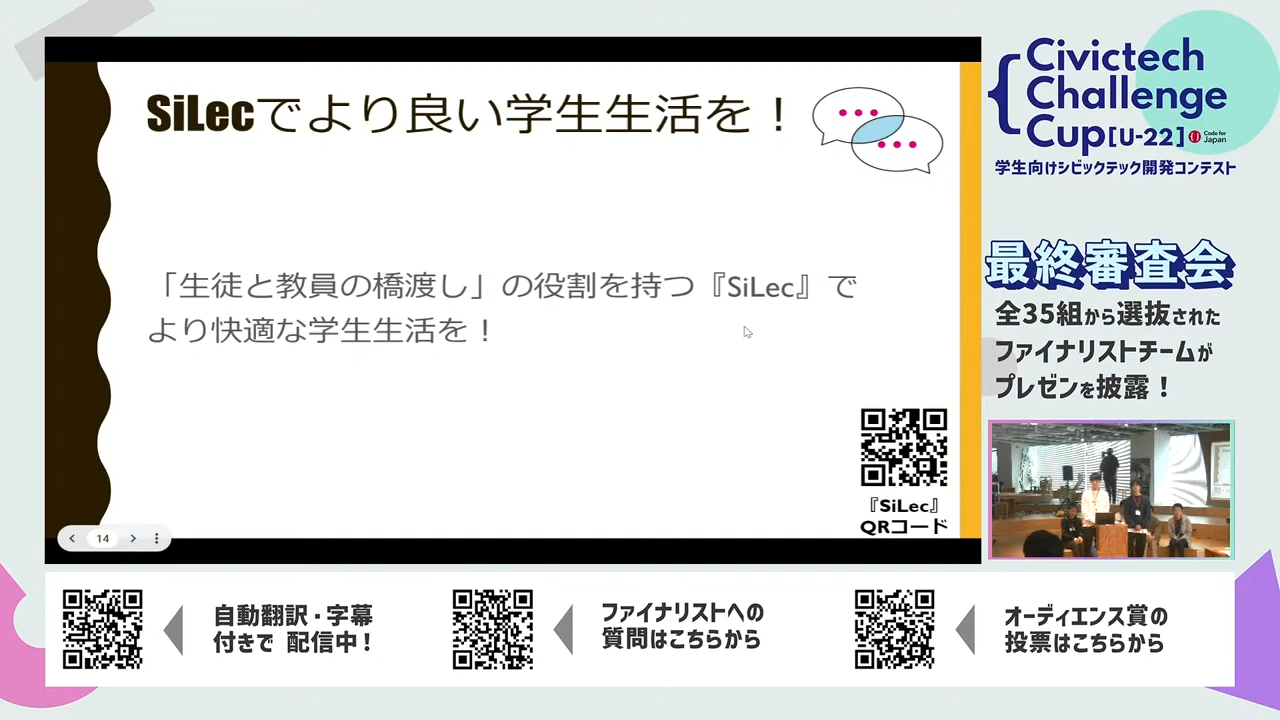 SiLecでより良い学生生活を！
「生徒と教員の橋渡し」の役割を持つ『SiLec』で
より快適な学生生活を！
『SiLec』
QRコード
14
Civictech
Challenge
Cup[U-22]
Code for
Japan
学生向けシビックテック開発コンテスト
最終審査会
全35組から選抜された
ファイナリストチームが
プレゼンを披露！
自動翻訳・字幕
付きで 配信中！
ファイナリストへの
質問はこちらから
オーディエンス賞の
投票はこちらから